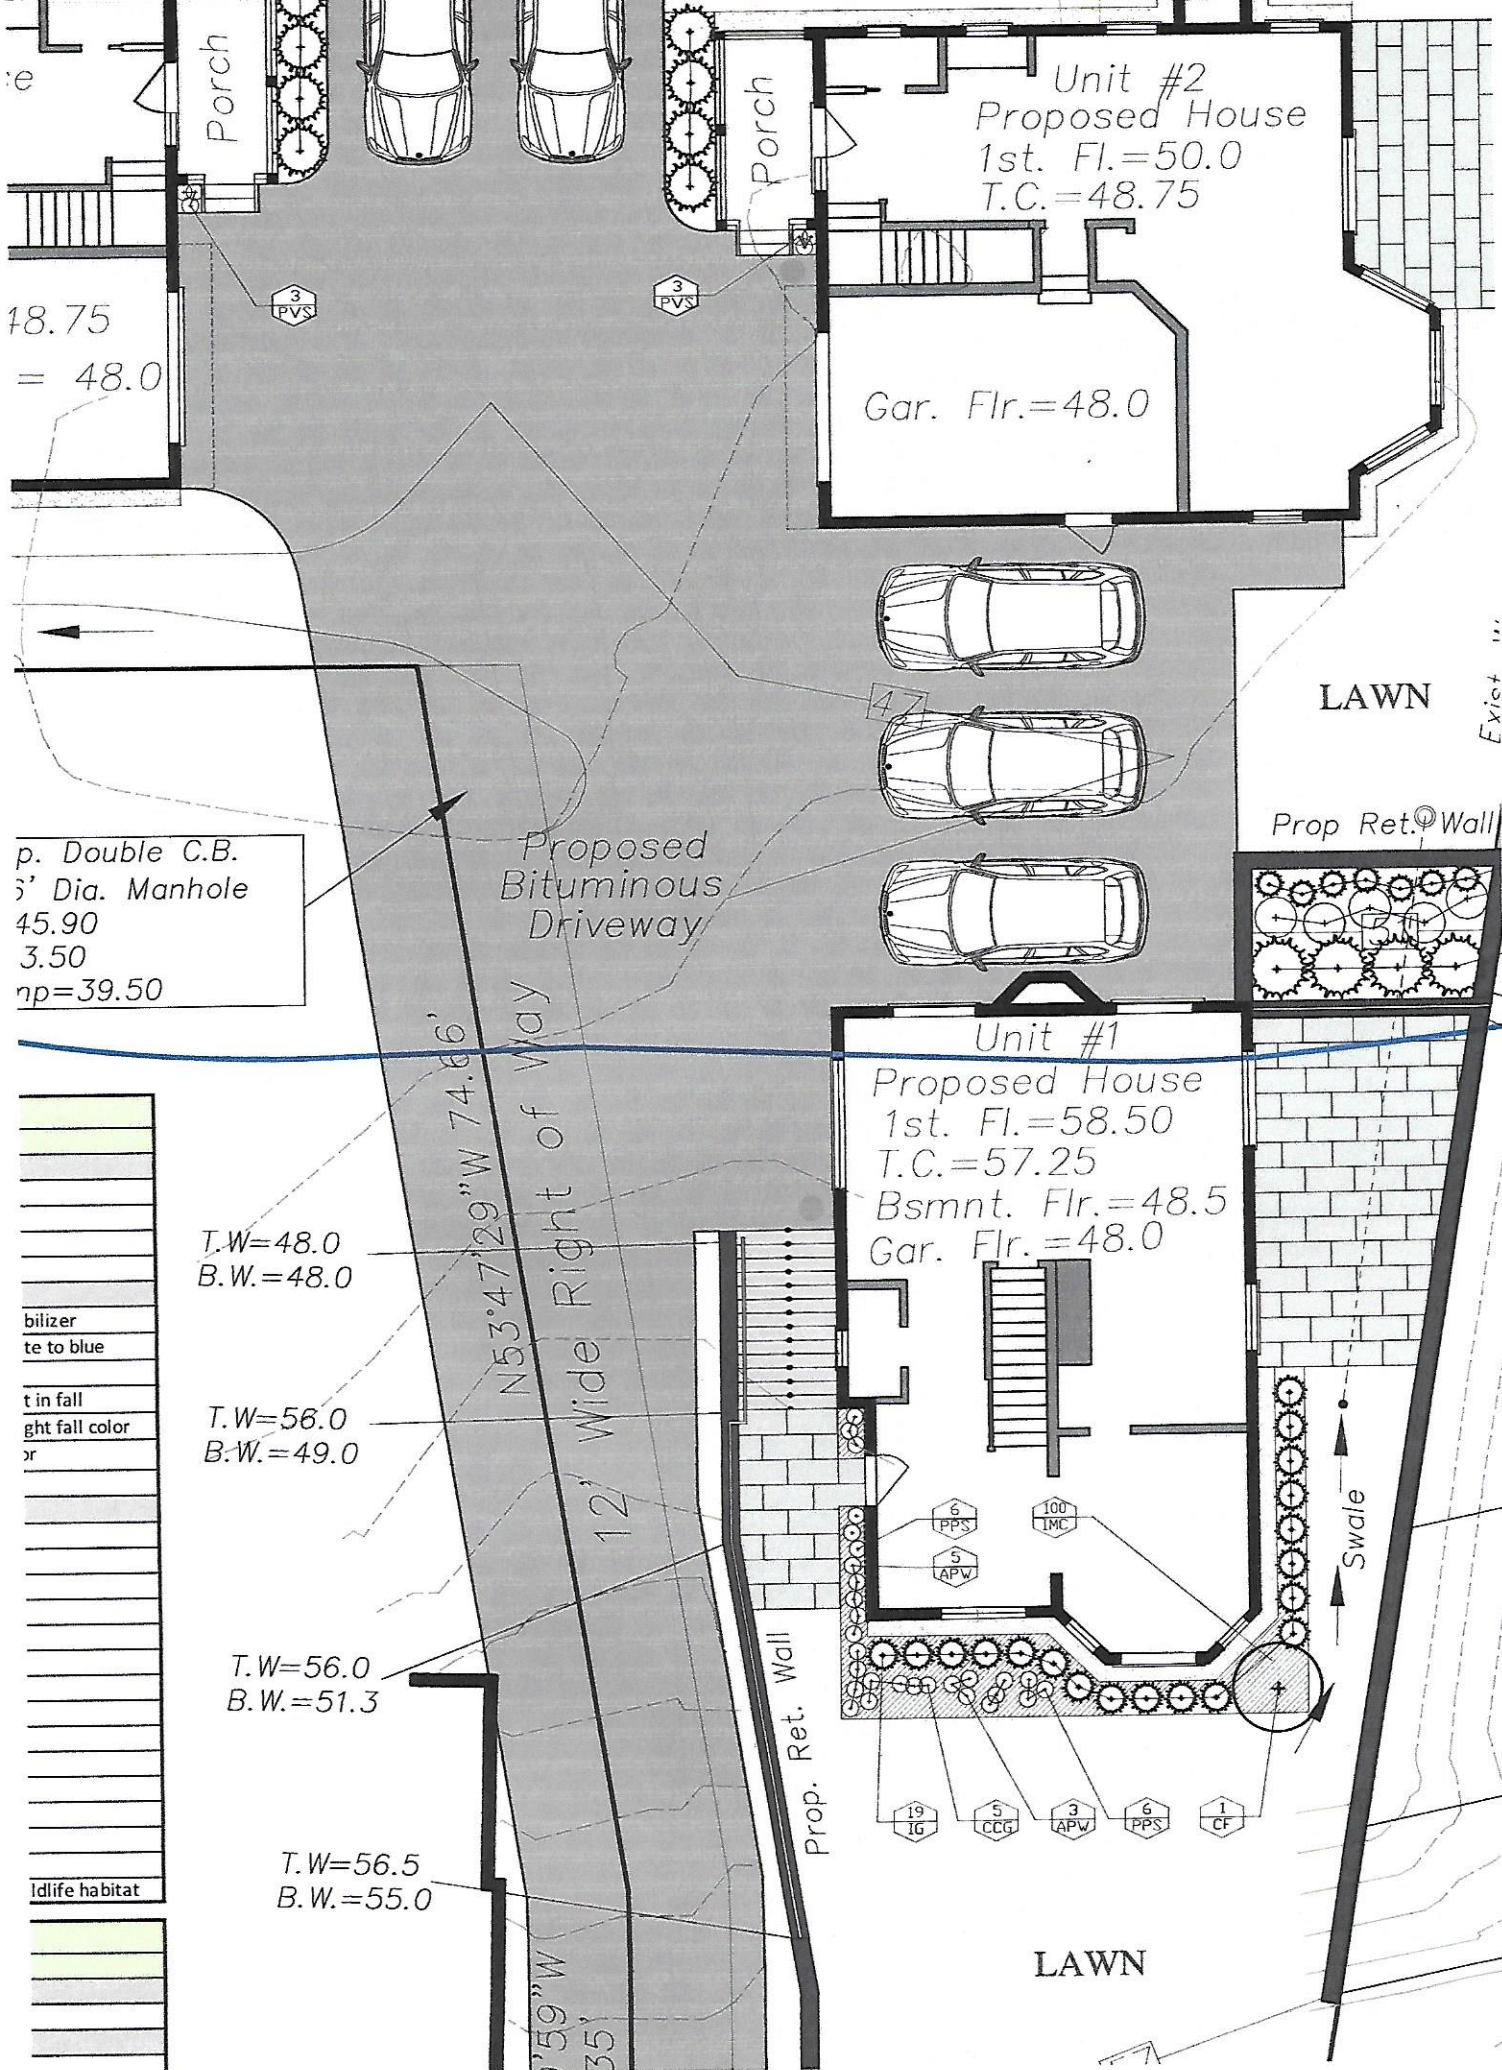 e
Porch
Porch
Unit #2
Proposed House
1st. Fl.=50.0
T.C.=48.75
3
PVS
3
PVS
48.75
= 48.0
Gar. Flr.=48.0
47
LAWN
Exist
Prop Ret. Wall
p. Double C.B.
6' Dia. Manhole
45.90
3.50
mp=39.50
Proposed
Bituminous
Driveway
N53°47'29"W 74.66'
12' Wide Right of Way
Unit #1
Proposed House
1st. Fl.=58.50
T.C.=57.25
Bsmnt. Flr.=48.5
Gar. Flr.=48.0
T.W=48.0
B.W.=48.0
bilizer
te to blue
t in fall
ght fall color
or
T.W=56.0
B.W.=49.0
6
PPS
100
IMC
5
APW
Swale
T.W=56.0
B.W.=51.3
Prop. Ret. Wall
19
IG
5
CCG
3
APW
6
PPS
1
CF
T.W=56.5
B.W.=55.0
ldlife habitat
LAWN
'59"W
35'
57